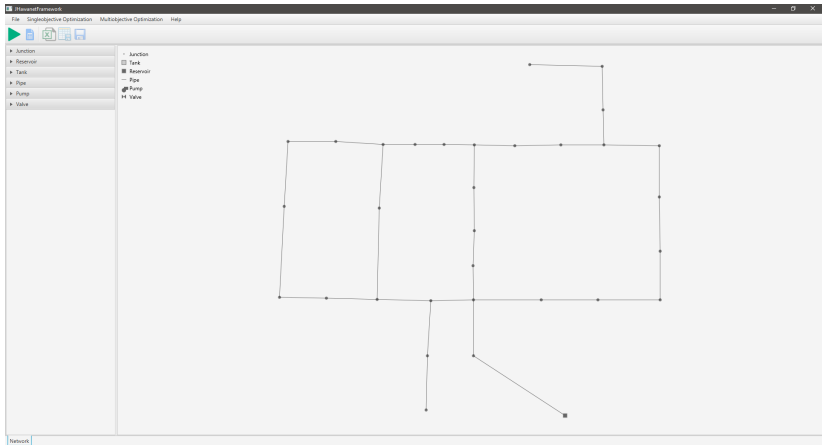 JHawanetFramework
File Singleobjective Optimization Multiobjective Optimization Help
Junction
Reservoir
Tank
Pipe
Pump
Valve
Junction
Tank
Reservoir
Pipe
Pump
Valve
Network